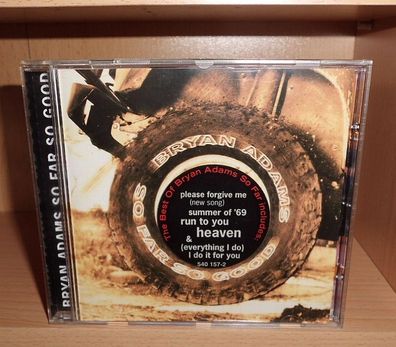 BRYAN ADAMS SO FAR SO GOOD
BRYAN ADAMS
SO FAR SO GOOD
The Best Of Bryan Adams So Far includes:
please forgive me
(new song)
summer of '69
run to you
heaven
&
(everything I do)
I do it for you
540 157-2